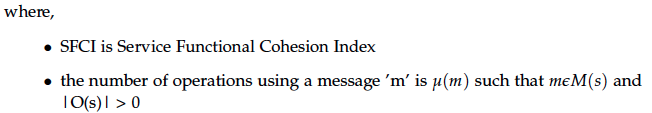 where,
• SFCI is Service Functional Cohesion Index
• the number of operations using a message 'm' is μ(m) such that mϵM(s) and
|O(s)| > 0